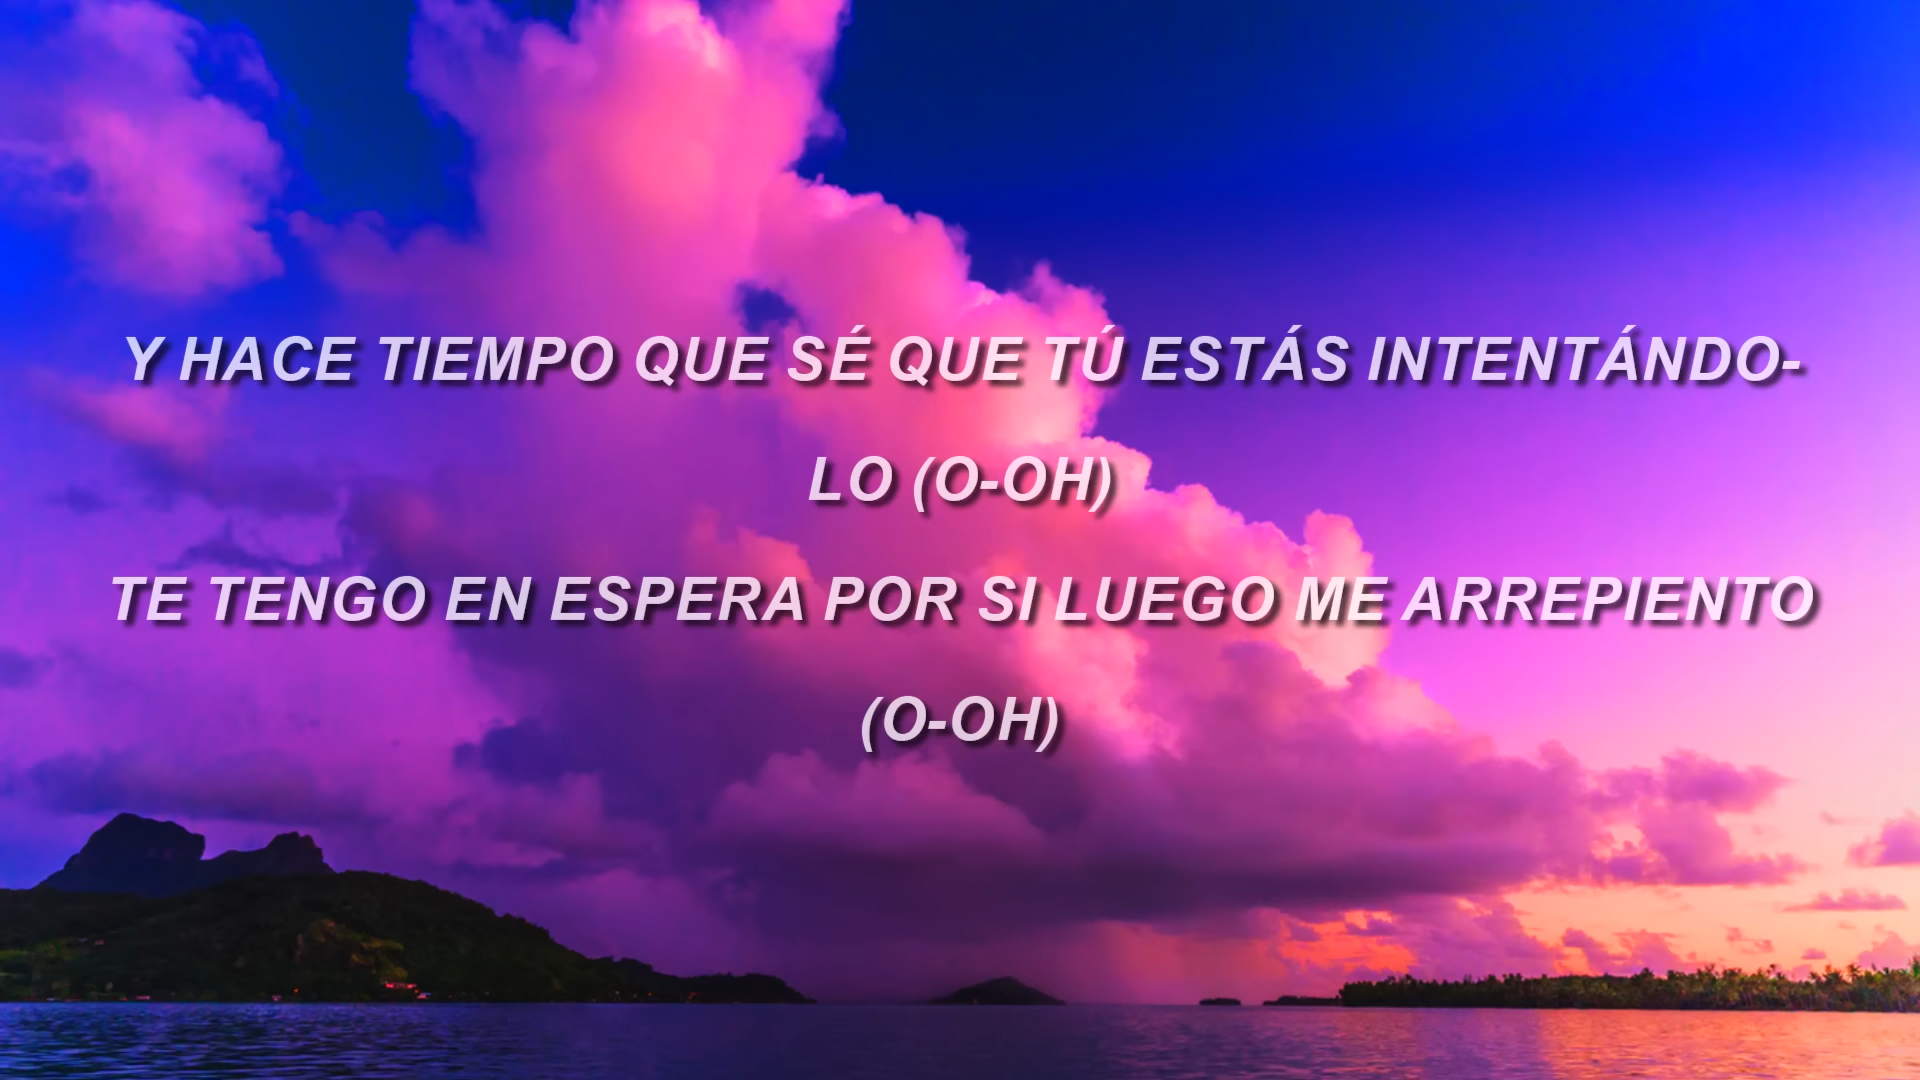 Y HACE TIEMPO QUE SÉ QUE TÚ ESTÁS INTENTÁNDO-
LO (O-OH)
TE TENGO EN ESPERA POR SI LUEGO ME ARREPIENTO
(O-OH)